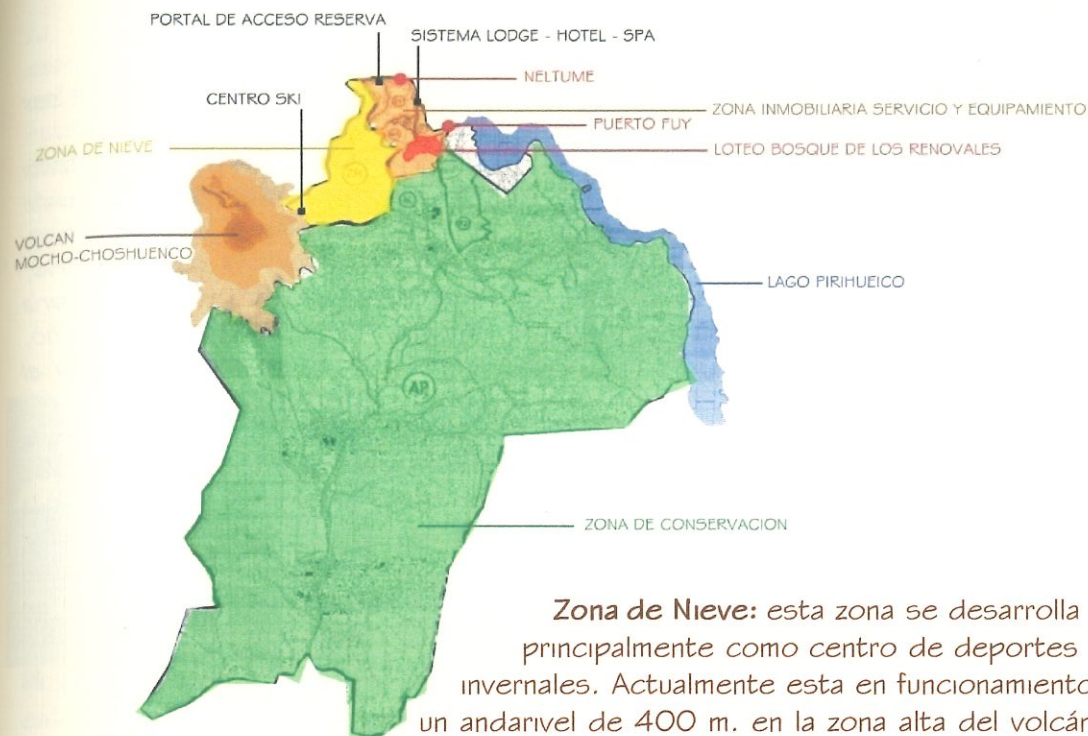 PORTAL DE ACCESO RESERVA
SISTEMA LODGE - HOTEL - SPA
NELTUME
CENTRO SKI
ZONA INMOBILIARIA SERVICIO Y EQUIPAMIENTO
PUERTO FUY
ZONA DE NIEVE
LOTEO BOSQUE DE LOS RENOVALES
VOLCAN
MOCHO-CHOSHUENCO
LAGO PIRIHUEICO
AP
ZONA DE CONSERVACION
Zona de Nieve: esta zona se desarrolla
principalmente como centro de deportes
invernales. Actualmente esta en funcionamiento
un andarivel de 400 m. en la zona alta del volcán